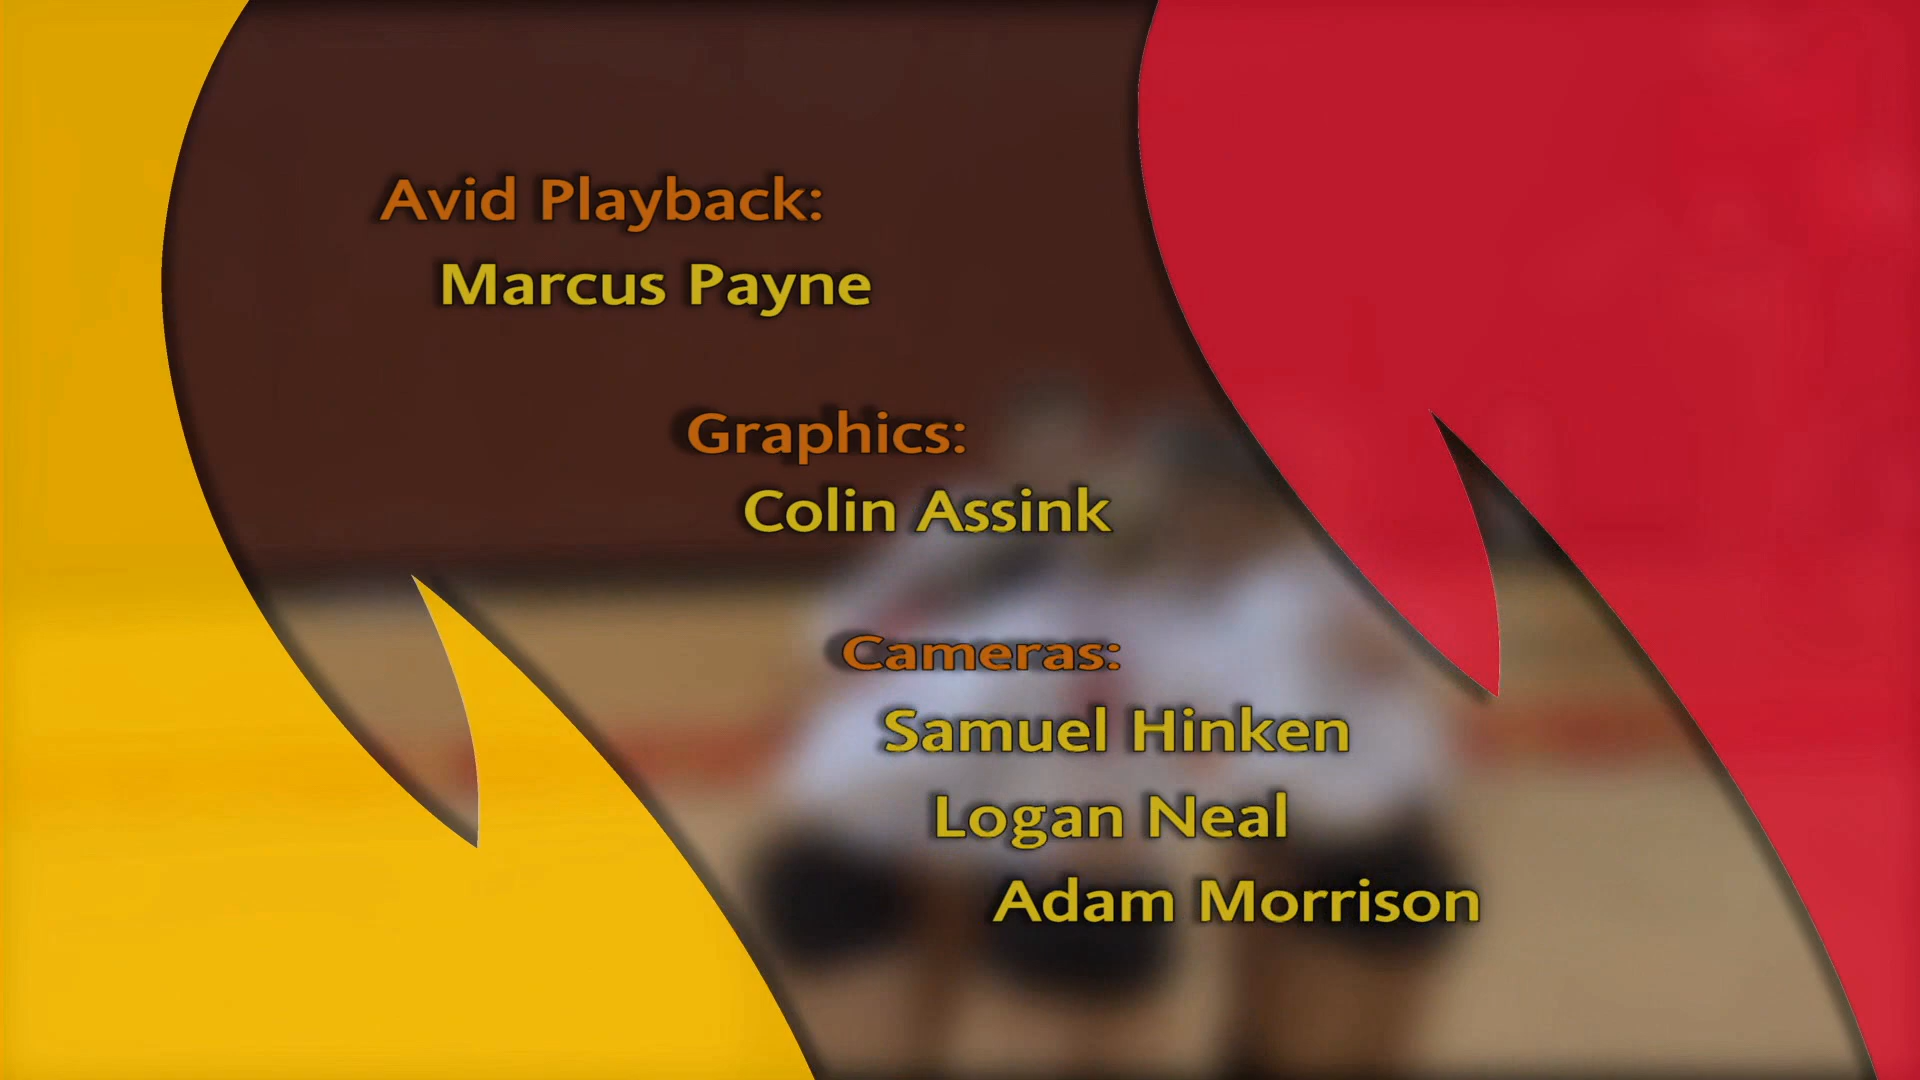 Avid Playback:
Marcus Payne
Graphics:
Colin Assink
Cameras:
Samuel Hinken
Logan Neal
Adam Morrison